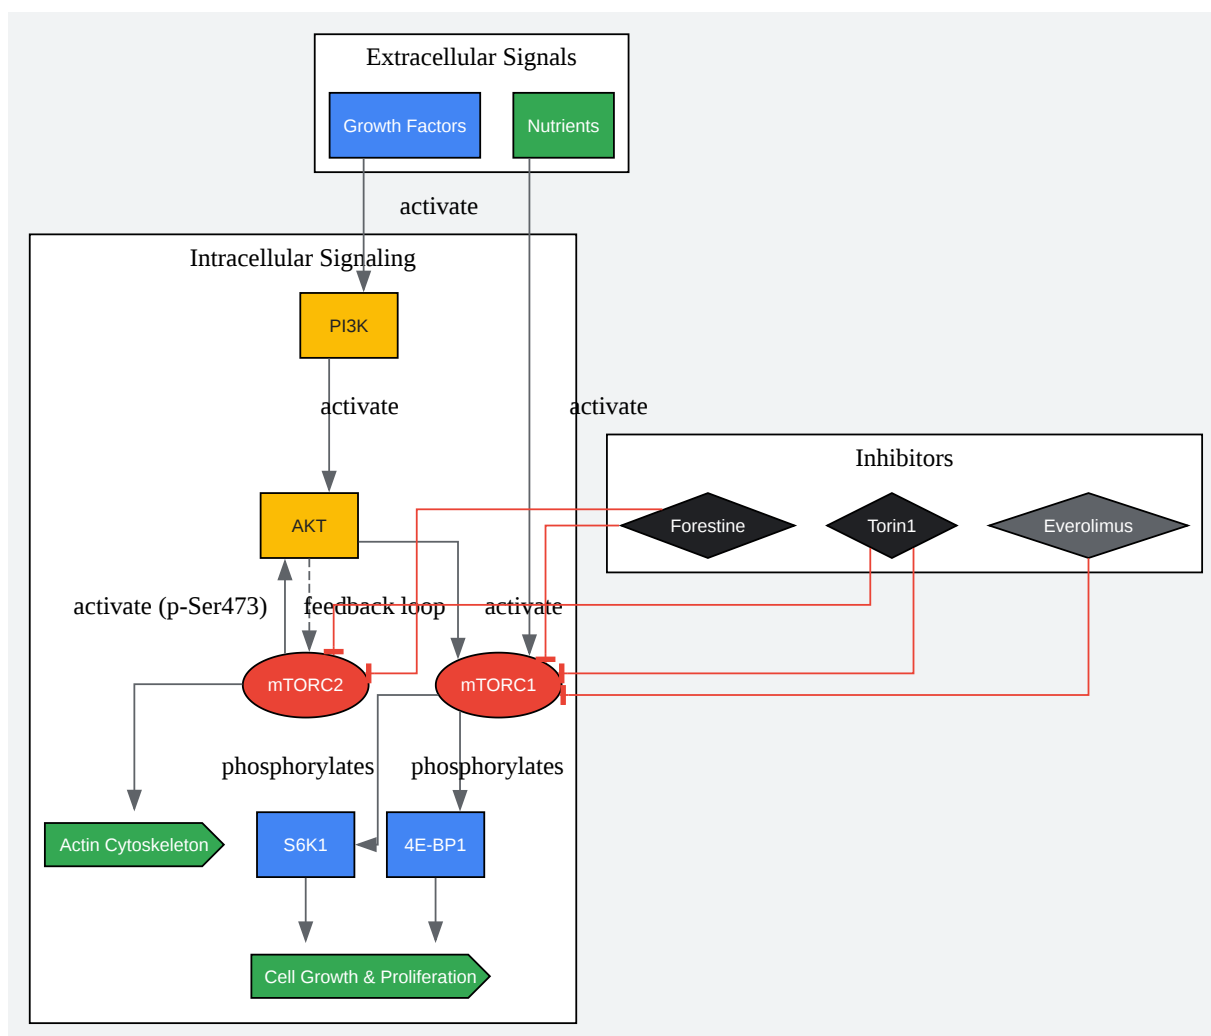 Extracellular Signals
Growth Factors
Nutrients
activate
Intracellular Signaling
PI3K
activate
activate
Inhibitors
AKT
Forestine
Torin1
Everolimus
activate (p-Ser473)
feedback loop
activate
mTORC2
mTORC1
phosphorylates
phosphorylates
Actin Cytoskeleton
S6K1
4E-BP1
Cell Growth & Proliferation